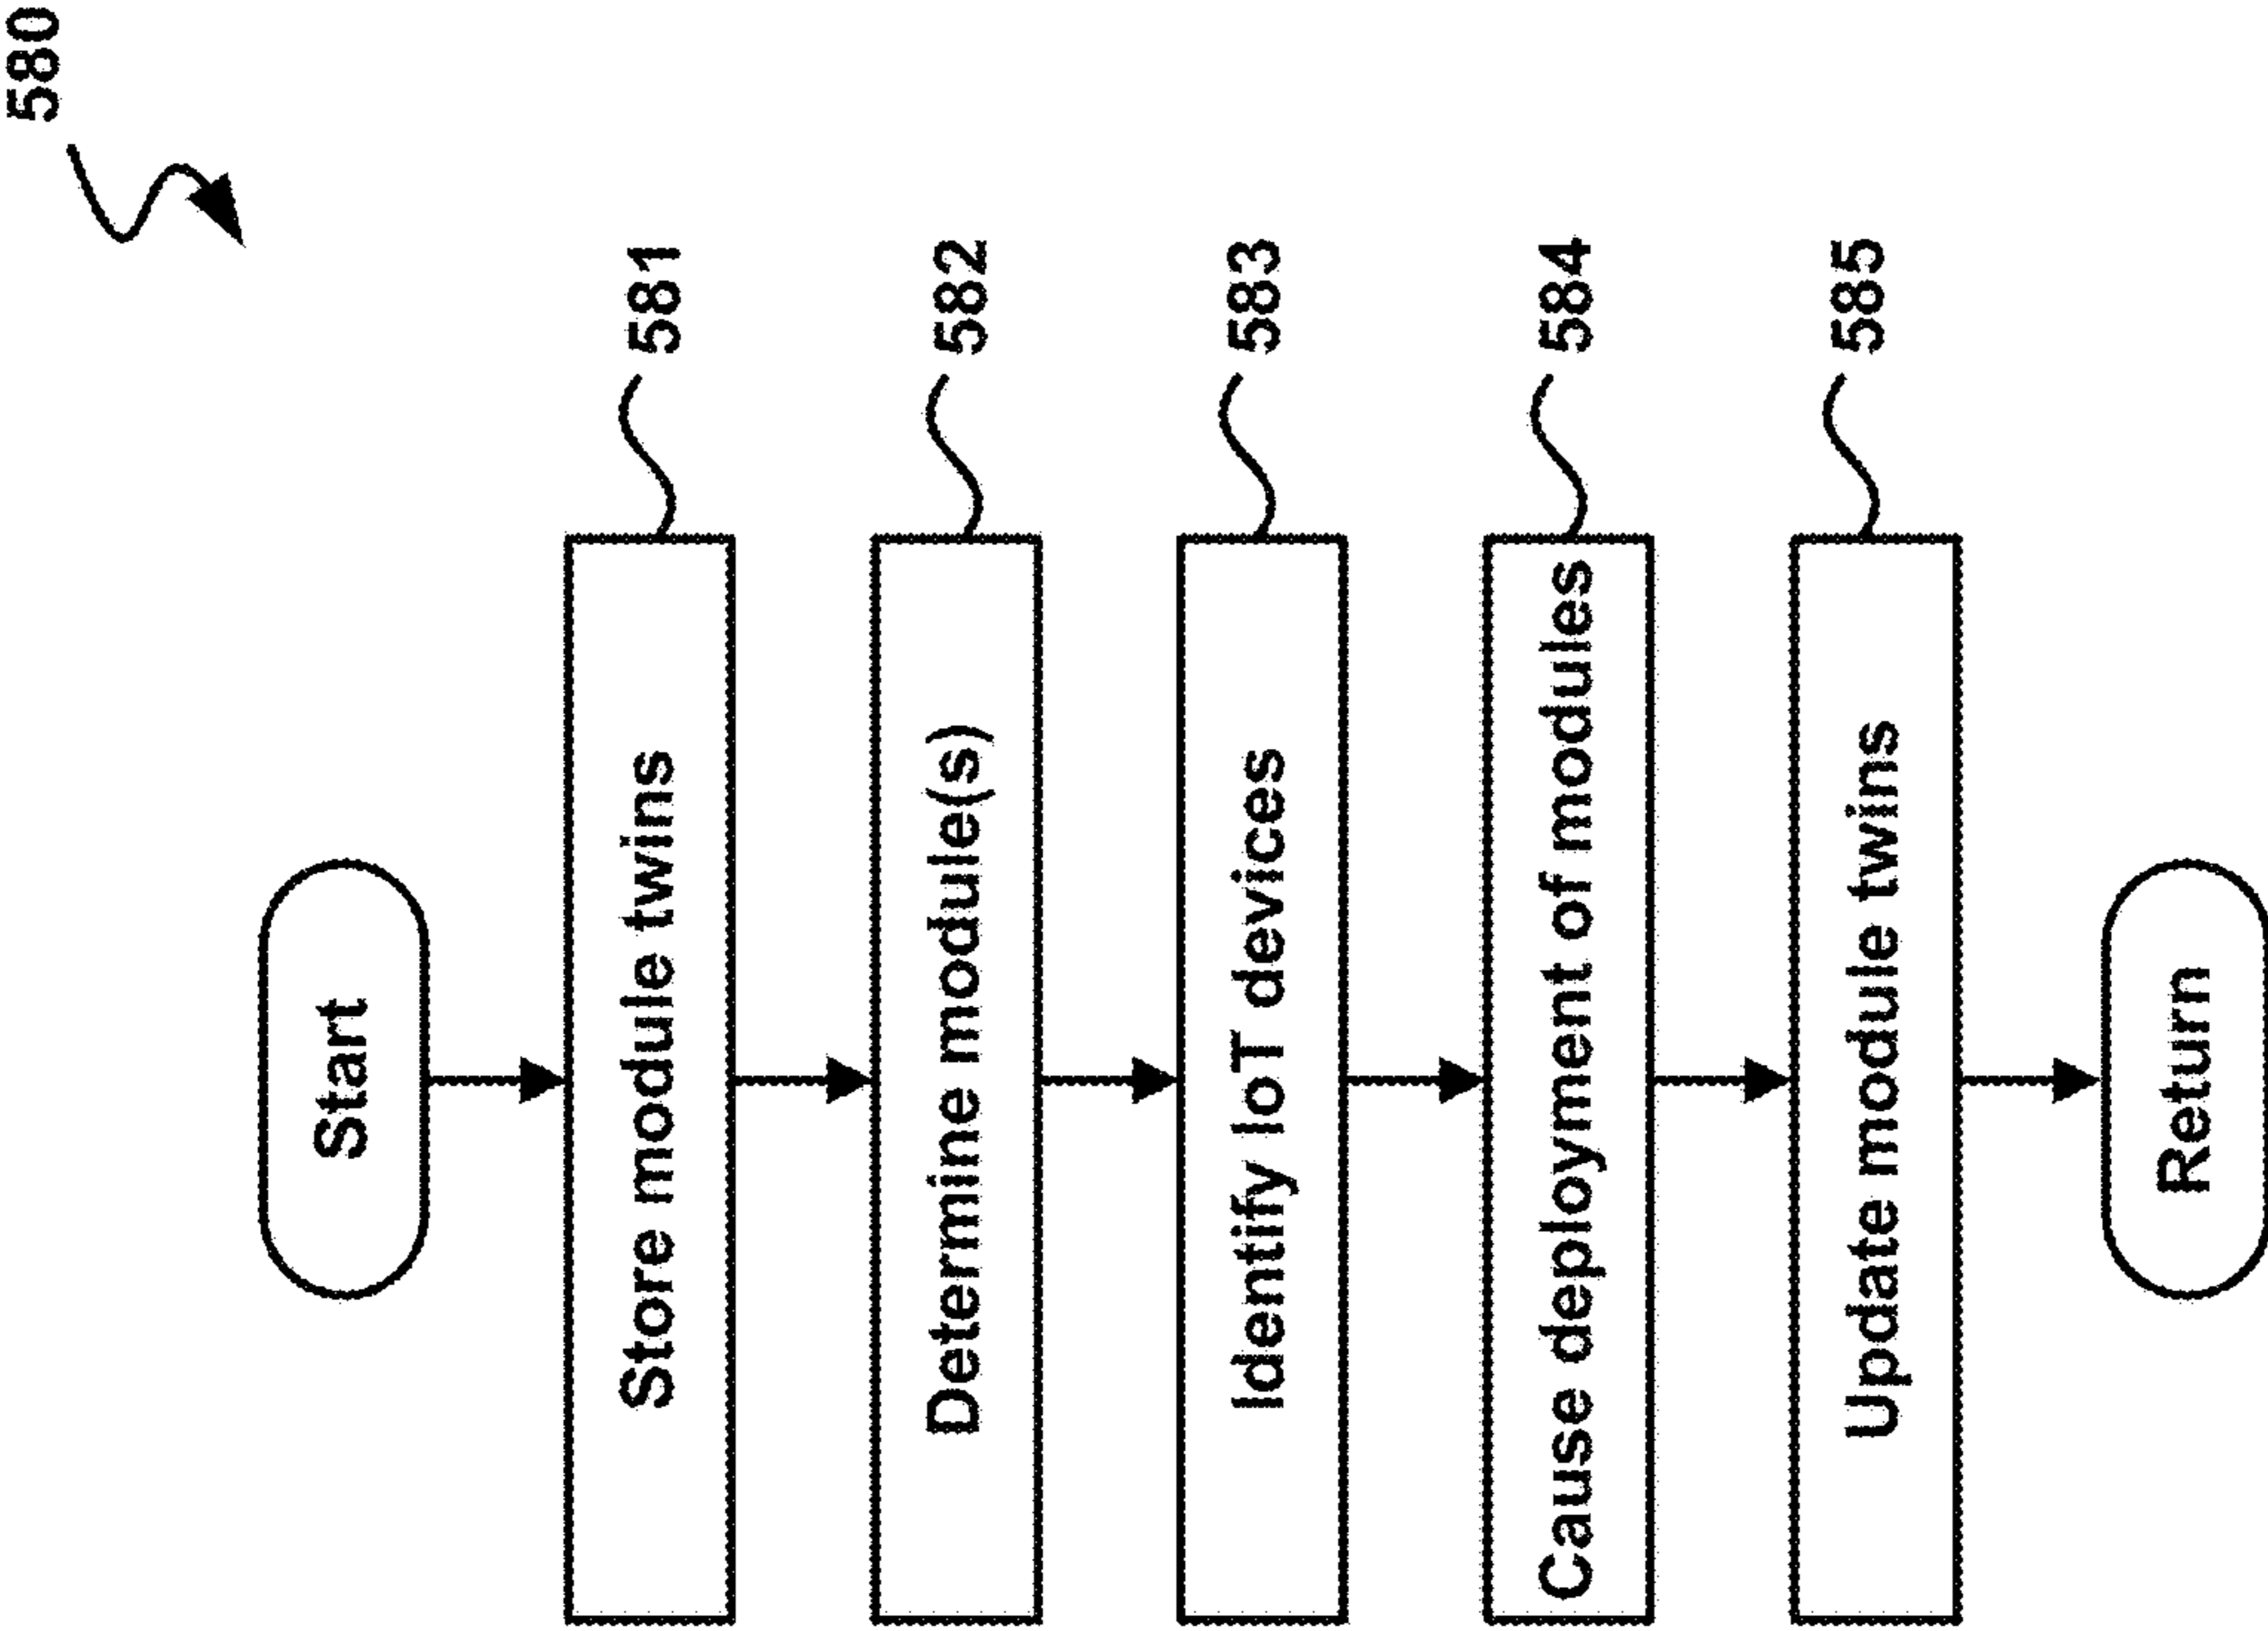 580
Start
Store module twins
581
Determine module(s)
582
Identify IoT devices
583
Cause deployment of modules
584
Update module twins
585
Return